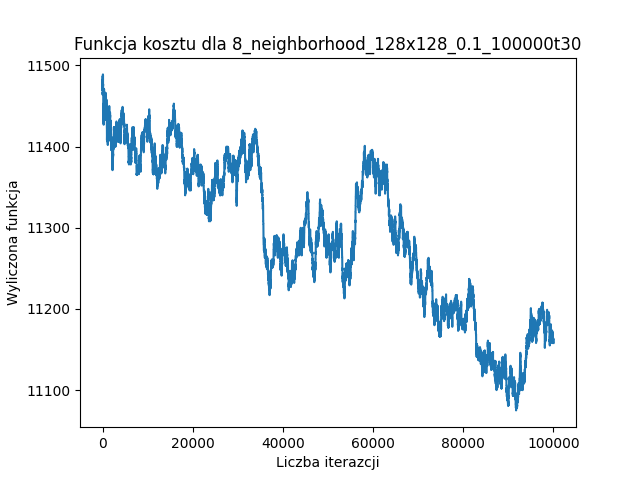 Funkcja kosztu dla 8_neighborhood_128x128_0.1_100000t30
11500
11400
11300
11200
11100
Wyliczona funkcja
0 20000 40000 60000 80000 100000
Liczba iterazcji